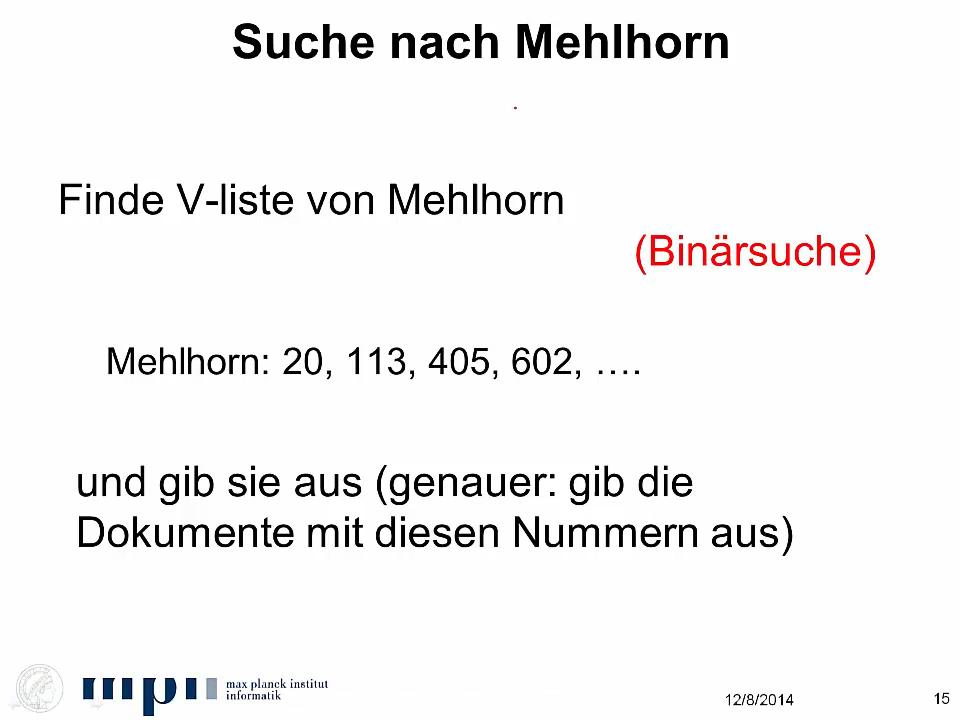 Suche nach Mehlhorn
Finde V-liste von Mehlhorn
(Binärsuche)
Mehlhorn: 20, 113, 405, 602, ….
und gib sie aus (genauer: gib die
Dokumente mit diesen Nummern aus)
max planck institut
informatik
12/8/2014
15